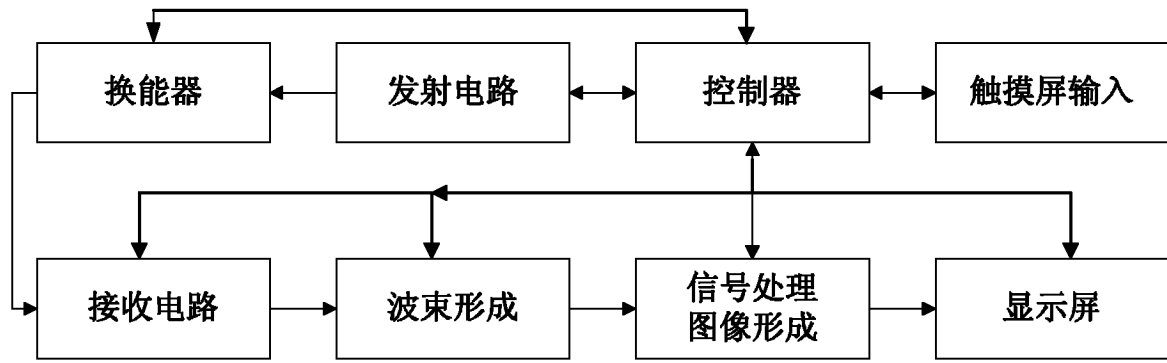 换能器
发射电路
控制器
触摸屏输入
接收电路
波束形成
信号处理
图像形成
显示屏